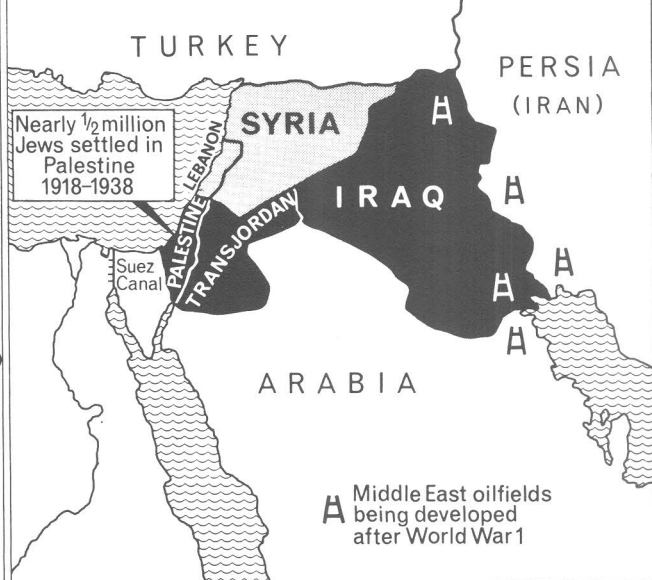 TURKEY
PERSIA
(IRAN)
Nearly ½ million
Jews settled in
Palestine
1918–1938
SYRIA
LEBANON
IRAQ
PALESTINE
TRANSJORDAN
Suez
Canal
ARABIA
Middle East oilfields
being developed
after World War 1